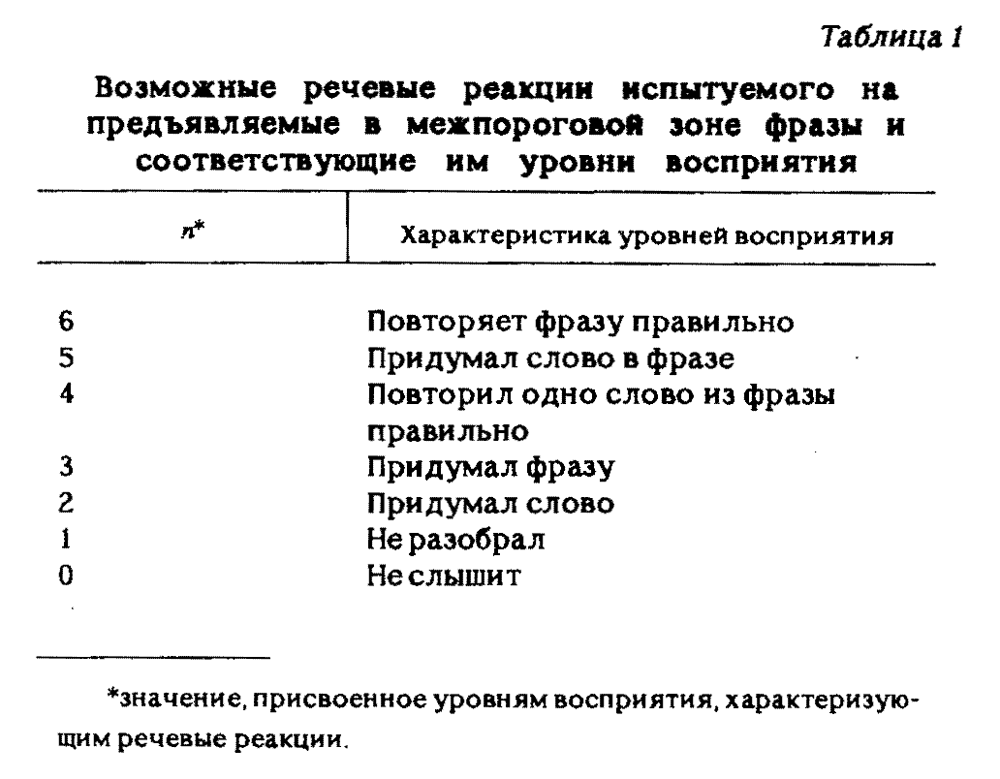 Таблица 1
Возможные речевые реакции испытуемого на
предъявляемые в межпороговой зоне фразы и
соответствующие им уровни восприятия
n* Характеристика уровней восприятия
6 Повторяет фразу правильно
5 Придумал слово в фразе
4 Повторил одно слово из фразы
правильно
3 Придумал фразу
2 Придумал слово
1 Не разобрал
0 Не слышит
*значение, присвоенное уровням восприятия, характеризую-
щим речевые реакции.